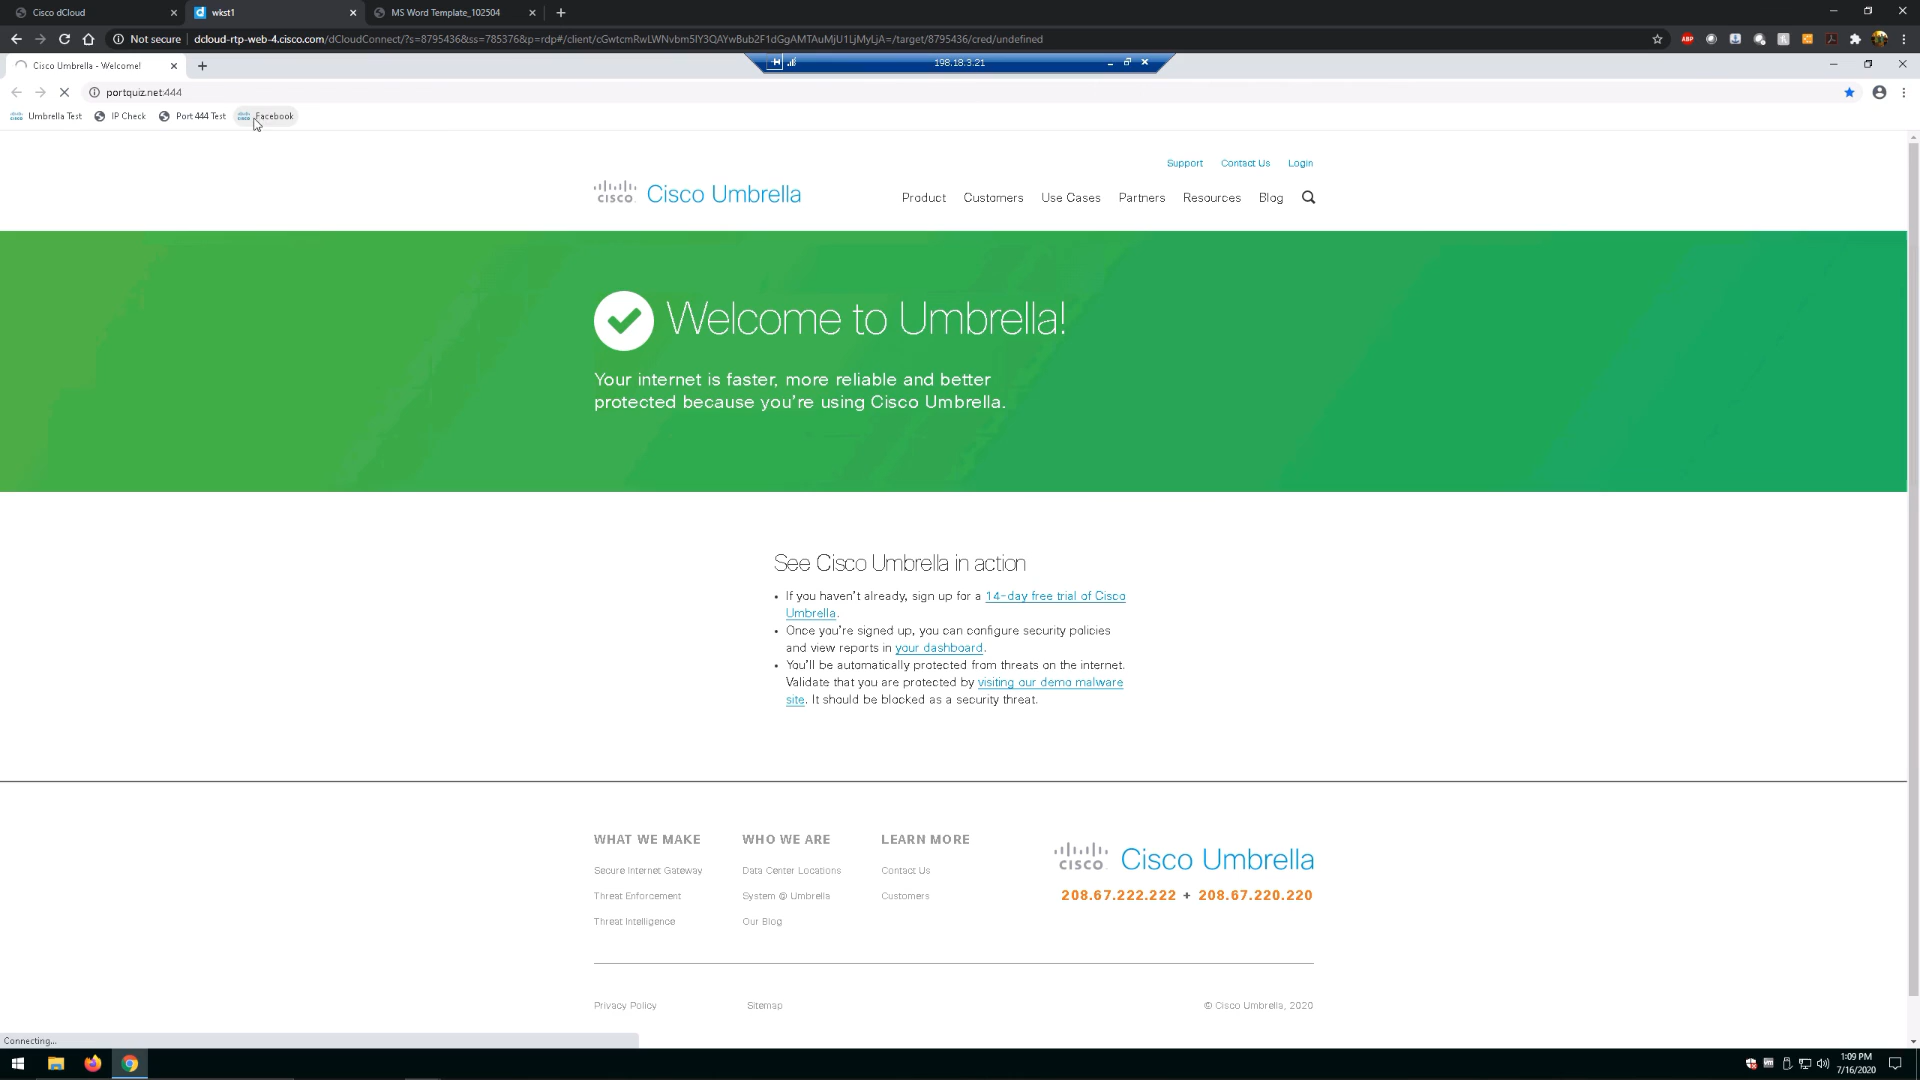 Cisco dCloud
wkst1
MS Word Template_102504
Not secure
dcloud-rtp-web-4.cisco.com/dCloudConnect/?s=8795436&ss=785376&p=rdp#/client/cGwtcmRwLWNvbm5lY3QAYwBub2F1dGgAMTAuMjU1LjMyLjA=/target/8795436/cred/undefined
ABP
Cisco Umbrella - Welcome!
198.18.3.21
portquiz.net:444
Umbrella Test
IP Check
Port 444 Test
Facebook
Support
Contact Us
Login
CISCO
Cisco Umbrella
Product
Customers
Use Cases
Partners
Resources
Blog
Welcome to Umbrella!
Your internet is faster, more reliable and better
protected because you're using Cisco Umbrella.
See Cisco Umbrella in action
• If you haven't already, sign up for a 14-day free trial of Cisco
Umbrella.
• Once you're signed up, you can configure security policies
and view reports in your dashboard.
• You'll be automatically protected from threats on the internet.
Validate that you are protected by visiting our demo malware
site. It should be blocked as a security threat.
WHAT WE MAKE
Secure Internet Gateway
Threat Enforcement
Threat Intelligence
WHO WE ARE
Data Center Locations
System @ Umbrella
Our Blog
LEARN MORE
Contact Us
Customers
CISCO
Cisco Umbrella
208.67.222.222 + 208.67.220.220
Privacy Policy
Sitemap
© Cisco Umbrella, 2020
Connecting...
1:09 PM
7/16/2020